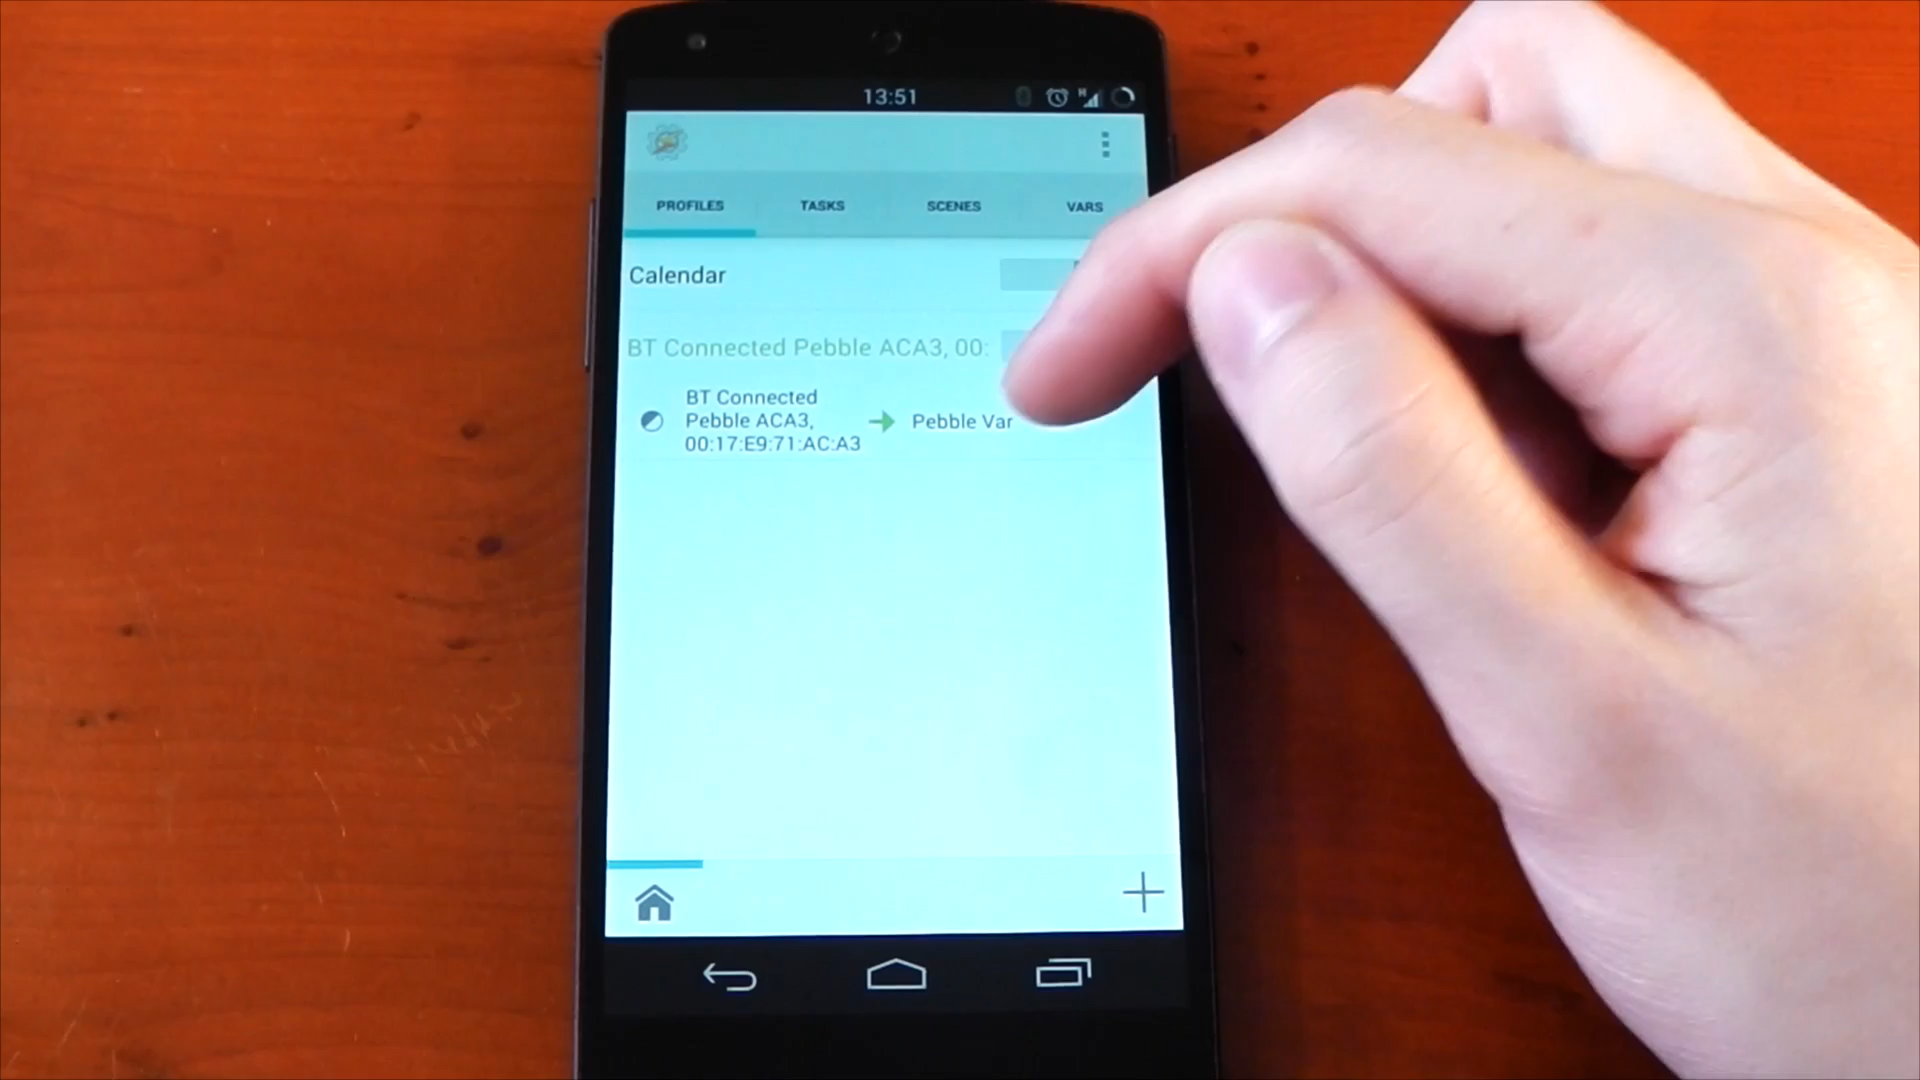 13:51
H
PROFILES TASKS SCENES VARS
Calendar
BT Connected Pebble ACA3, 00:
BT Connected
Pebble ACA3,
00:17:E9:71:AC:A3
Pebble Var